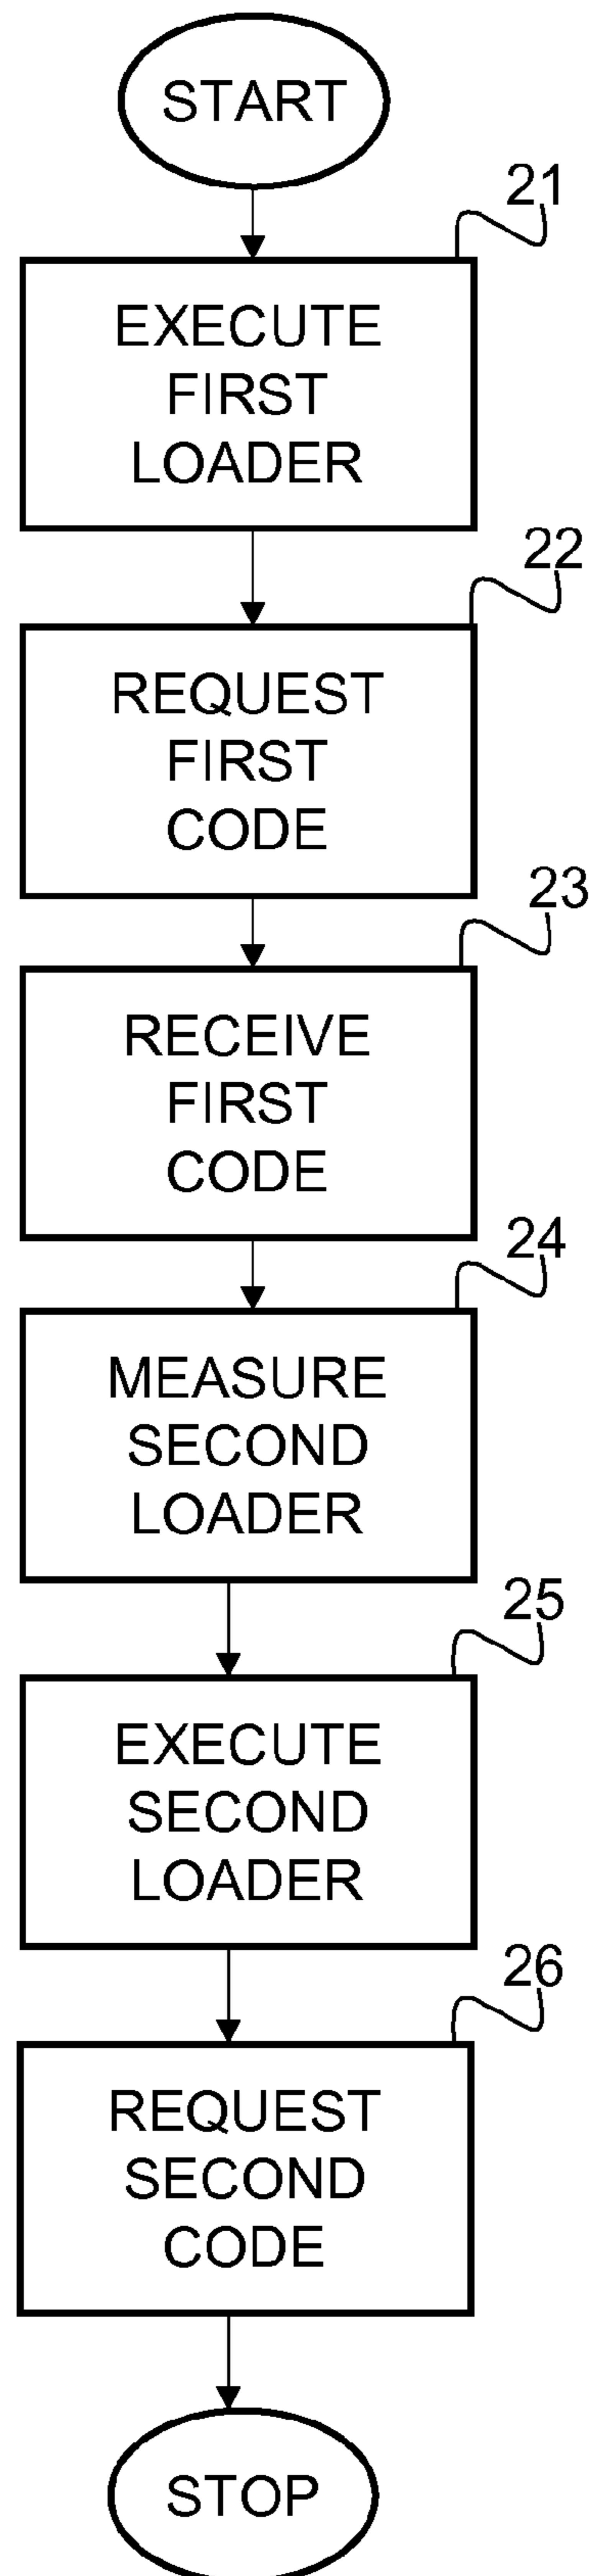 START
21
EXECUTE
FIRST
LOADER
22
REQUEST
FIRST
CODE
23
RECEIVE
FIRST
CODE
24
MEASURE
SECOND
LOADER
25
EXECUTE
SECOND
LOADER
26
REQUEST
SECOND
CODE
STOP